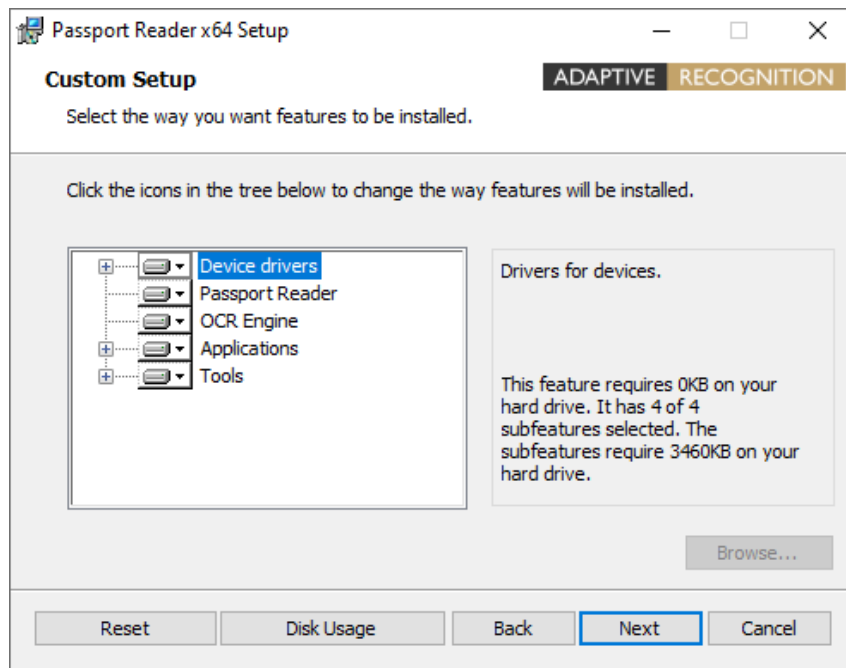 Passport Reader x64 Setup
Custom Setup
ADAPTIVE RECOGNITION
Select the way you want features to be installed.
Click the icons in the tree below to change the way features will be installed.
Device drivers
Passport Reader
OCR Engine
Applications
Tools
Drivers for devices.
This feature requires 0KB on your
hard drive. It has 4 of 4
subfeatures selected. The
subfeatures require 3460KB on your
hard drive.
Browse...
Reset
Disk Usage
Back
Next
Cancel